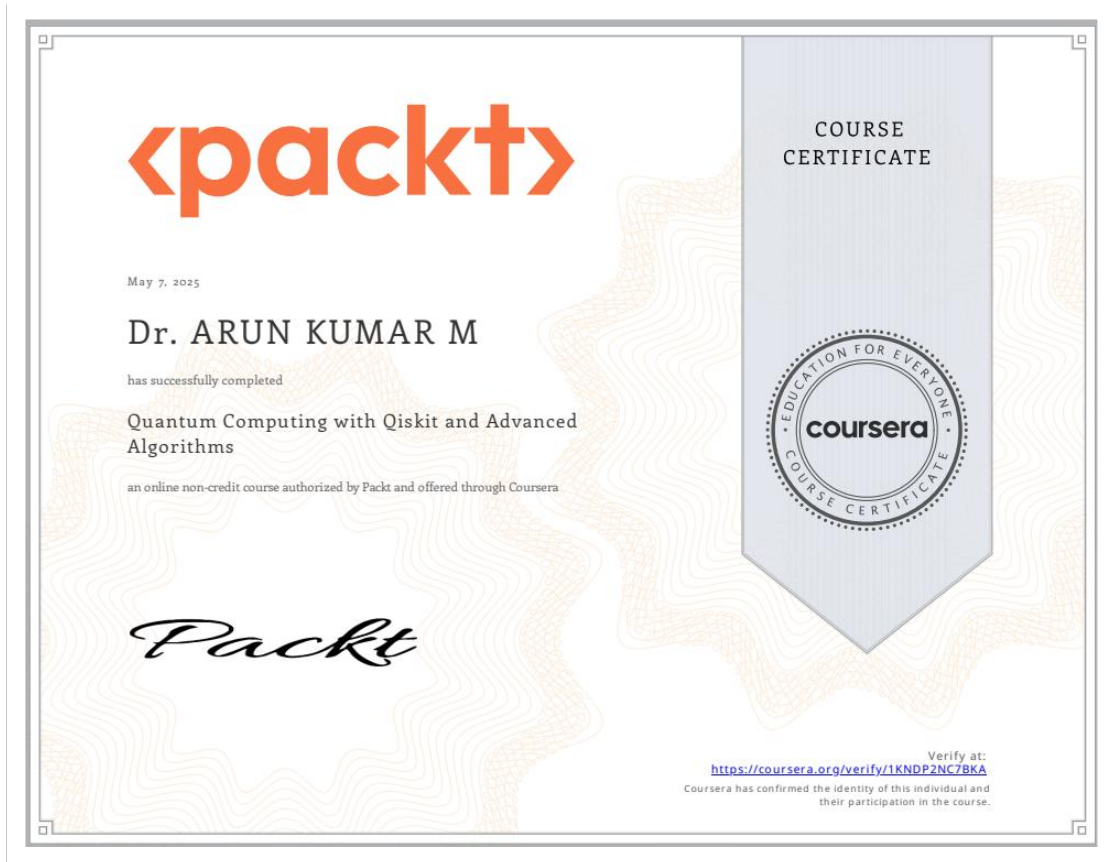 <packt>
COURSE
CERTIFICATE
May 7, 2025
Dr. ARUN KUMAR M
has successfully completed
Quantum Computing with Qiskit and Advanced
Algorithms
an online non-credit course authorized by Packt and offered through Coursera
EDUCATION FOR EVERYONE
coursera
COURSE CERTIFICATE
Packt
Verify at:
https://coursera.org/verify/1KNDP2NC7BKA
Coursera has confirmed the identity of this individual and
their participation in the course.